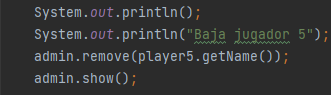 System.out.println();
System.out.println("Baja jugador 5");
admin.remove(player5.getName());
admin.show();